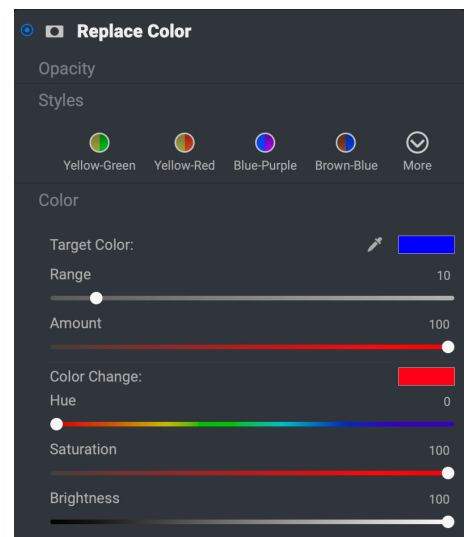 Replace Color
Opacity
Styles
Yellow-Green Yellow-Red Blue-Purple Brown-Blue More
Color
Target Color:
Range 10
Amount 100
Color Change:
Hue 0
Saturation 100
Brightness 100